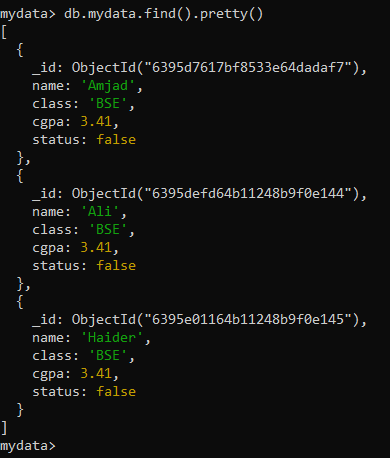 mydata> db.mydata.find().pretty()
[
  {
    _id: ObjectId("6395d7617bf8533e64dadaf7"),
    name: 'Amjad',
    class: 'BSE',
    cgpa: 3.41,
    status: false
  },
  {
    _id: ObjectId("6395defd64b11248b9f0e144"),
    name: 'Ali',
    class: 'BSE',
    cgpa: 3.41,
    status: false
  },
  {
    _id: ObjectId("6395e01164b11248b9f0e145"),
    name: 'Haider',
    class: 'BSE',
    cgpa: 3.41,
    status: false
  }
]
mydata>